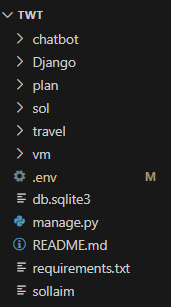 TWT
chatbot
Django
plan
sol
travel
vm
.env M
db.sqlite3
manage.py
README.md
requirements.txt
sollaim